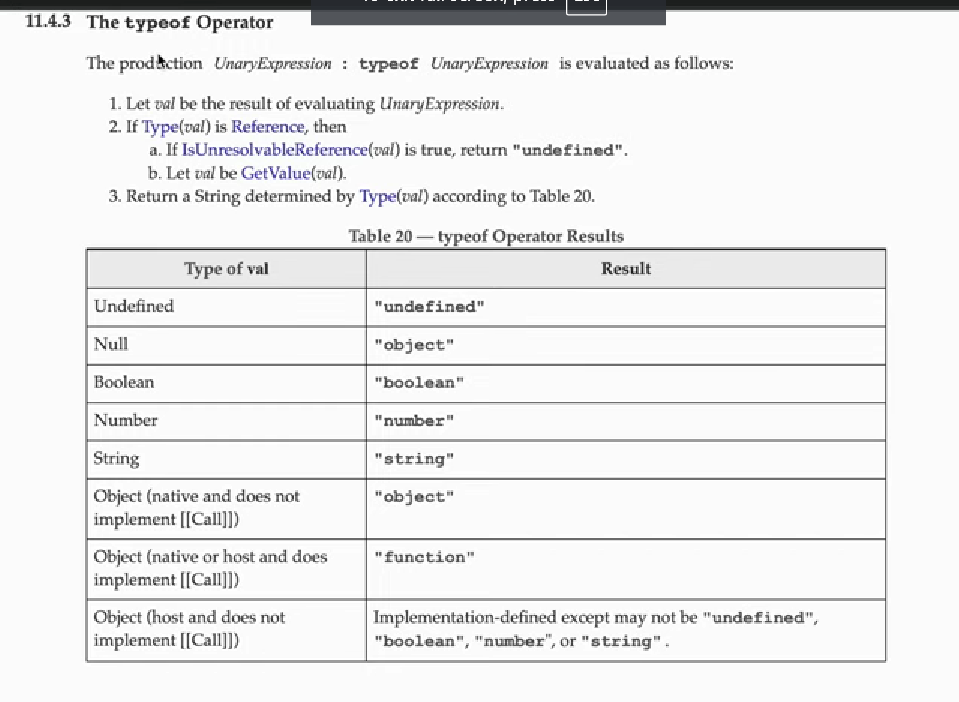 11.4.3 The typeof Operator
The production UnaryExpression : typeof UnaryExpression is evaluated as follows:
1. Let val be the result of evaluating UnaryExpression.
2. If Type(val) is Reference, then
a. If IsUnresolvableReference(val) is true, return "undefined".
b. Let val be GetValue(val).
3. Return a String determined by Type(val) according to Table 20.
Table 20 — typeof Operator Results
Type of val Result
Undefined "undefined"
Null "object"
Boolean "boolean"
Number "number"
String "string"
Object (native and does not "object"
implement [[Call]])
Object (native or host and does "function"
implement [[Call]])
Object (host and does not Implementation-defined except may not be "undefined",
implement [[Call]]) "boolean", "number", or "string".